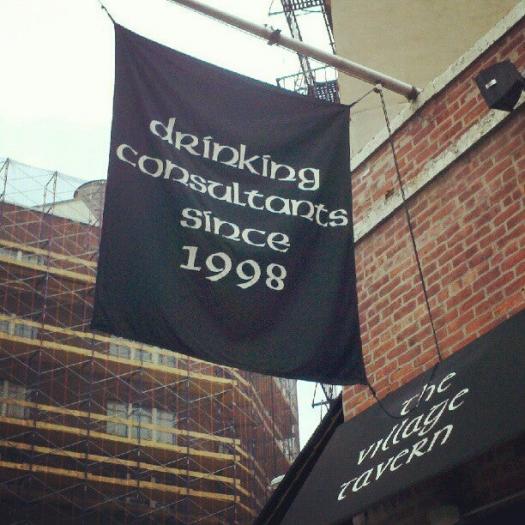 drinking
consultants
since
1998
the
village
tavern